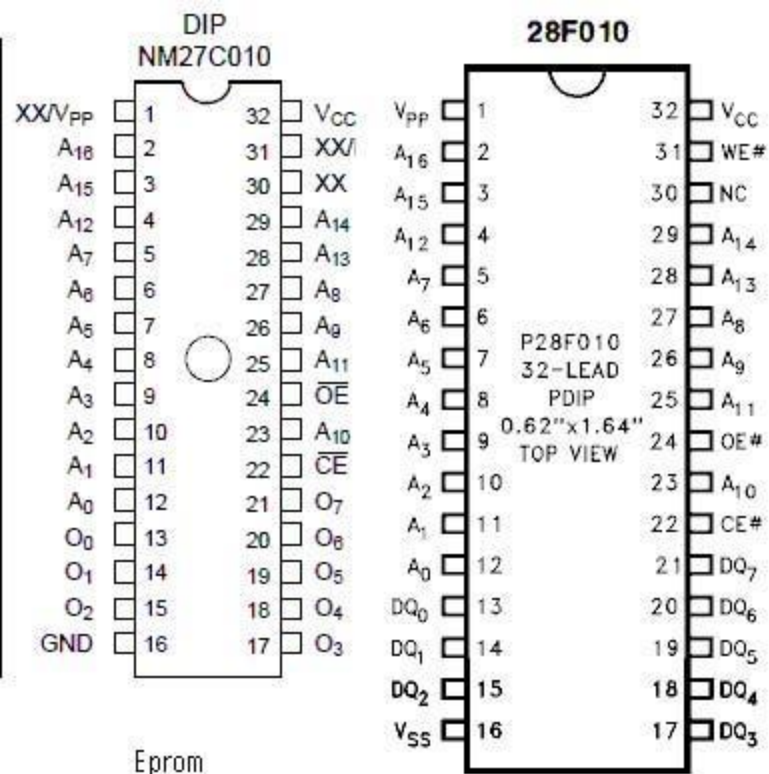 DIP
NM27C010
XX/VPP 1 32 VCC
A16 2 31 XX/
A15 3 30 XX
A12 4 29 A14
A7 5 28 A13
A6 6 27 A8
A5 7 26 A9
A4 8 25 A11
A3 9 24 OE
A2 10 23 A10
A1 11 22 CE
A0 12 21 O7
O0 13 20 O6
O1 14 19 O5
O2 15 18 O4
GND 16 17 O3
Eprom
28F010
VPP 1 32 VCC
A16 2 31 WE#
A15 3 30 NC
A12 4 29 A14
A7 5 28 A13
A6 6 27 A8
A5 7 26 A9
A4 8 25 A11
A3 9 24 OE#
A2 10 23 A10
A1 11 22 CE#
A0 12 21 DQ7
DQ0 13 20 DQ6
DQ1 14 19 DQ5
DQ2 15 18 DQ4
VSS 16 17 DQ3
P28F010
32-LEAD
PDIP
0.62"x1.64"
TOP VIEW